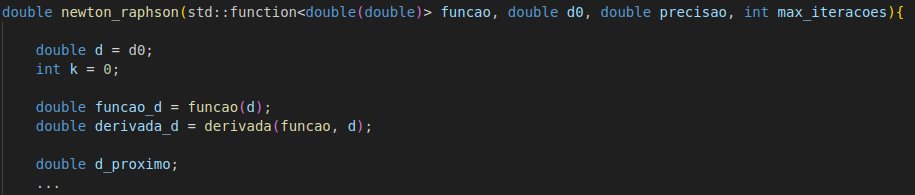 double newton_raphson(std::function<double(double)> funcao, double d0, double precisao, int max_iteracoes){
double d = d0;
int k = 0;
double funcao_d = funcao(d);
double derivada_d = derivada(funcao, d);
double d_proximo;
...